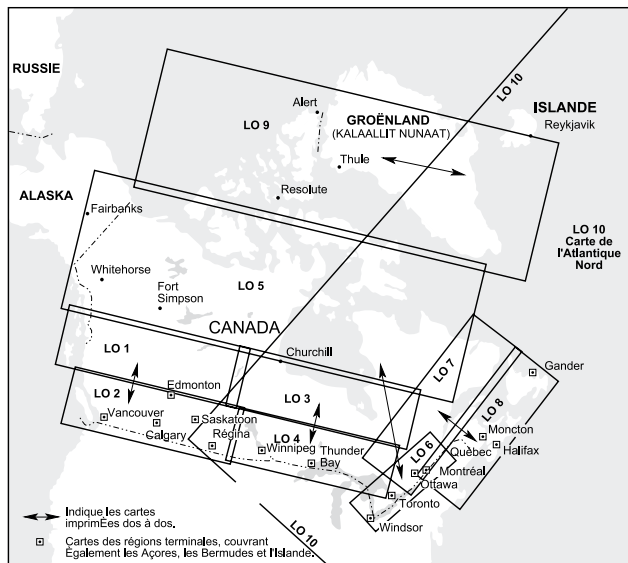 RUSSIE
ALASKA
Fairbanks
Whitehorse
Fort
Simpson
LO 9
Alert
GROËNLAND
(KALAALLIT NUNAAT)
Thule
Resolute
LO 10
ISLANDE
Reykjavik
LO 10
Carte de
l'Atlantique
Nord
LO 5
CANADA
Churchill
LO 1
LO 2
Edmonton
Vancouver
Calgary
Saskatoon
Régina
LO 3
LO 4
Winnipeg
Thunder
Bay
LO 7
LO 8
LO 6
Gander
Moncton
Halifax
Québec
Montréal
Ottawa
Toronto
Windsor
LO 10
Indique les cartes
imprimÉes dos à dos.
Cartes des régions terminales, couvrant
Également les Açores, les Bermudes et l'Islande.